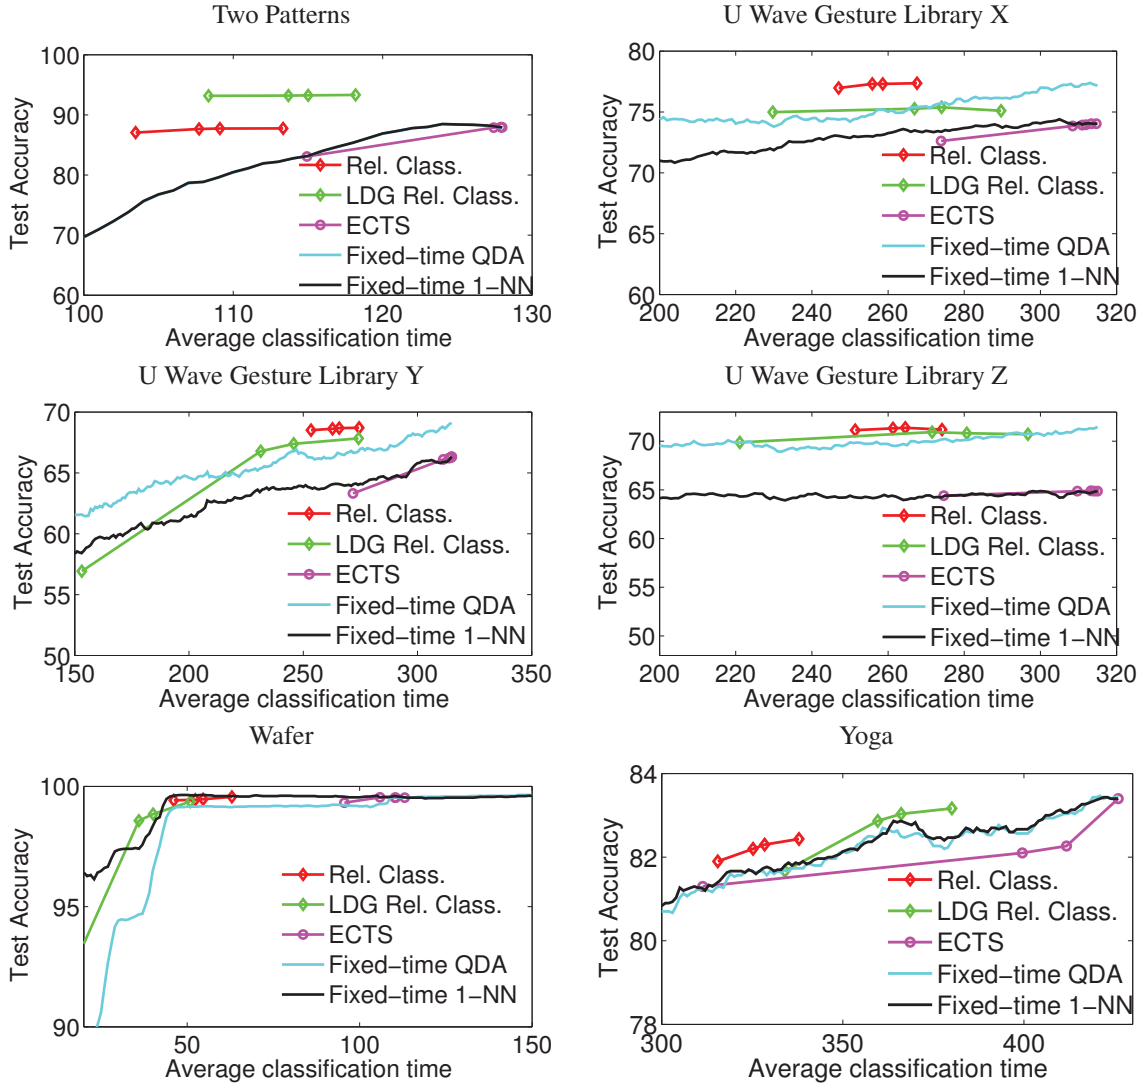 Two Patterns
100
90
80
70
60
Test Accuracy
Rel. Class.
LDG Rel. Class.
ECTS
Fixed−time QDA
Fixed−time 1−NN
100 110 120 130
Average classification time
U Wave Gesture Library X
80
75
70
65
60
Test Accuracy
Rel. Class.
LDG Rel. Class.
ECTS
Fixed−time QDA
Fixed−time 1−NN
200 220 240 260 280 300 320
Average classification time
U Wave Gesture Library Y
70
65
60
55
50
Test Accuracy
Rel. Class.
LDG Rel. Class.
ECTS
Fixed−time QDA
Fixed−time 1−NN
150 200 250 300 350
Average classification time
U Wave Gesture Library Z
70
65
60
55
50
Test Accuracy
Rel. Class.
LDG Rel. Class.
ECTS
Fixed−time QDA
Fixed−time 1−NN
200 220 240 260 280 300 320
Average classification time
Wafer
100
95
90
Test Accuracy
Rel. Class.
LDG Rel. Class.
ECTS
Fixed−time QDA
Fixed−time 1−NN
50 100 150
Average classification time
Yoga
84
82
80
78
Test Accuracy
Rel. Class.
LDG Rel. Class.
ECTS
Fixed−time QDA
Fixed−time 1−NN
300 350 400
Average classification time